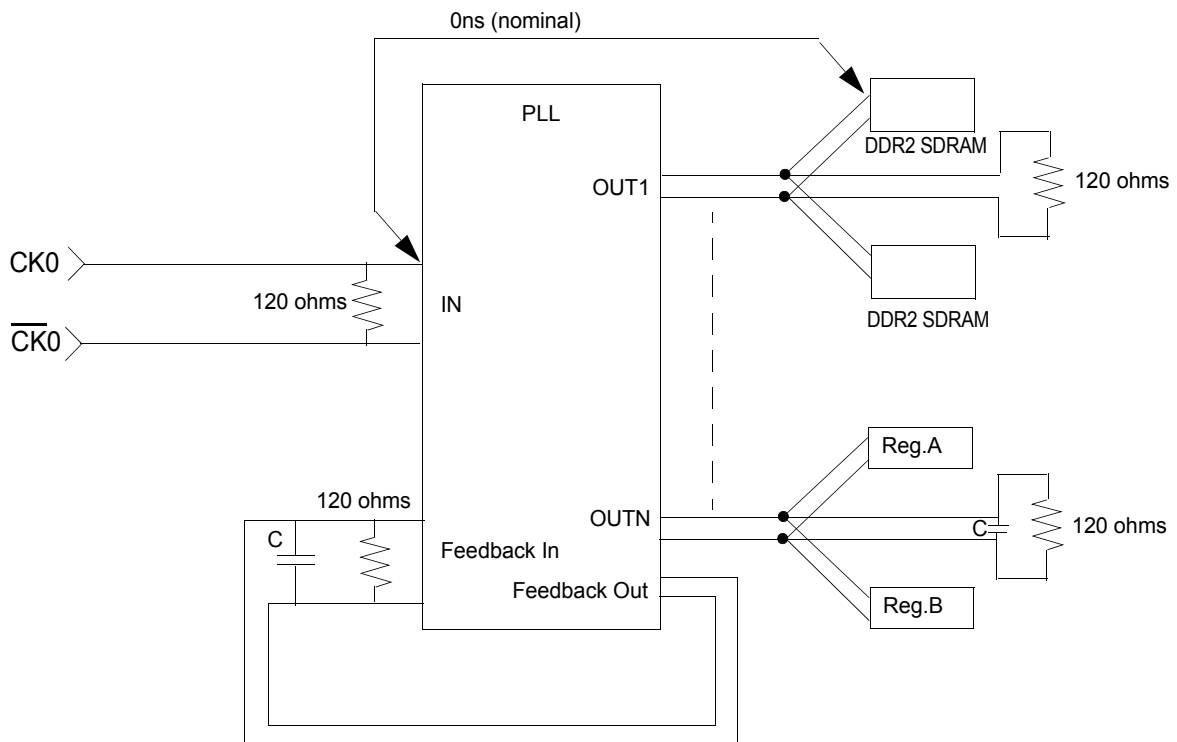 0ns (nominal)
PLL
DDR2 SDRAM
OUT1
120 ohms
CK0
120 ohms
IN
C̅K̅0
DDR2 SDRAM
Reg.A
120 ohms
OUTN
C
120 ohms
C
Feedback In
Feedback Out
Reg.B